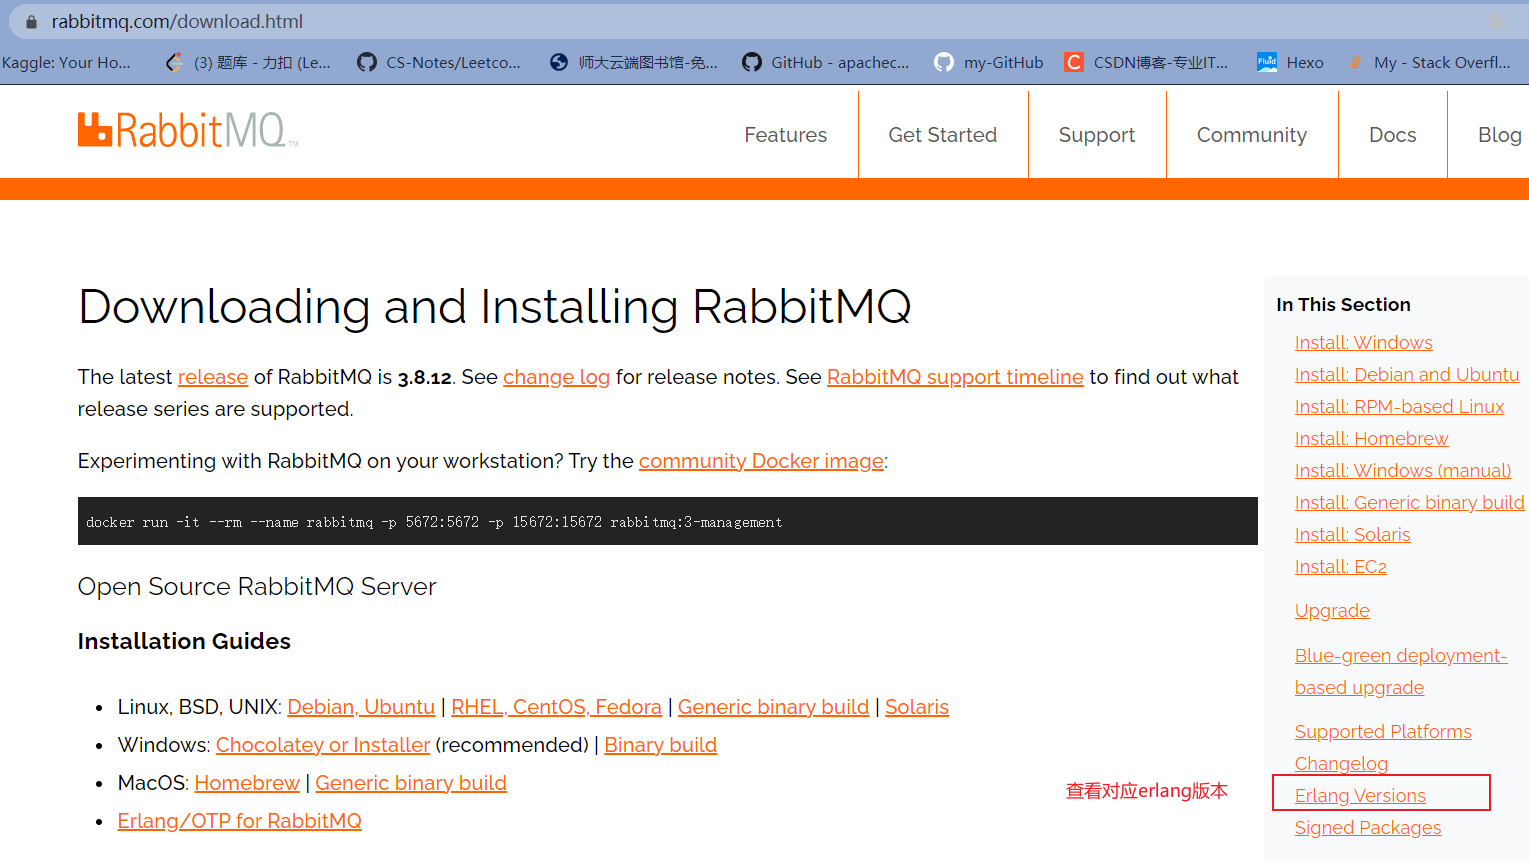 rabbitmq.com/download.html
Kaggle: Your Ho... (3) 题库 - 力扣 (Le... CS-Notes/Leetco... 师大云端图书馆-免... GitHub - apachec... my-GitHub CSDN博客-专业IT... Hexo My - Stack Overfl...
RabbitMQ™ Features Get Started Support Community Docs Blog
Downloading and Installing RabbitMQ
The latest release of RabbitMQ is 3.8.12. See change log for release notes. See RabbitMQ support timeline to find out what
release series are supported.
Experimenting with RabbitMQ on your workstation? Try the community Docker image:
docker run -it --rm --name rabbitmq -p 5672:5672 -p 15672:15672 rabbitmq:3-management
Open Source RabbitMQ Server
Installation Guides
• Linux, BSD, UNIX: Debian, Ubuntu | RHEL, CentOS, Fedora | Generic binary build | Solaris
• Windows: Chocolatey or Installer (recommended) | Binary build
• MacOS: Homebrew | Generic binary build
• Erlang/OTP for RabbitMQ
In This Section
Install: Windows
Install: Debian and Ubuntu
Install: RPM-based Linux
Install: Homebrew
Install: Windows (manual)
Install: Generic binary build
Install: Solaris
Install: EC2
Upgrade
Blue-green deployment-
based upgrade
Supported Platforms
Changelog
查看对应erlang版本
Erlang Versions
Signed Packages